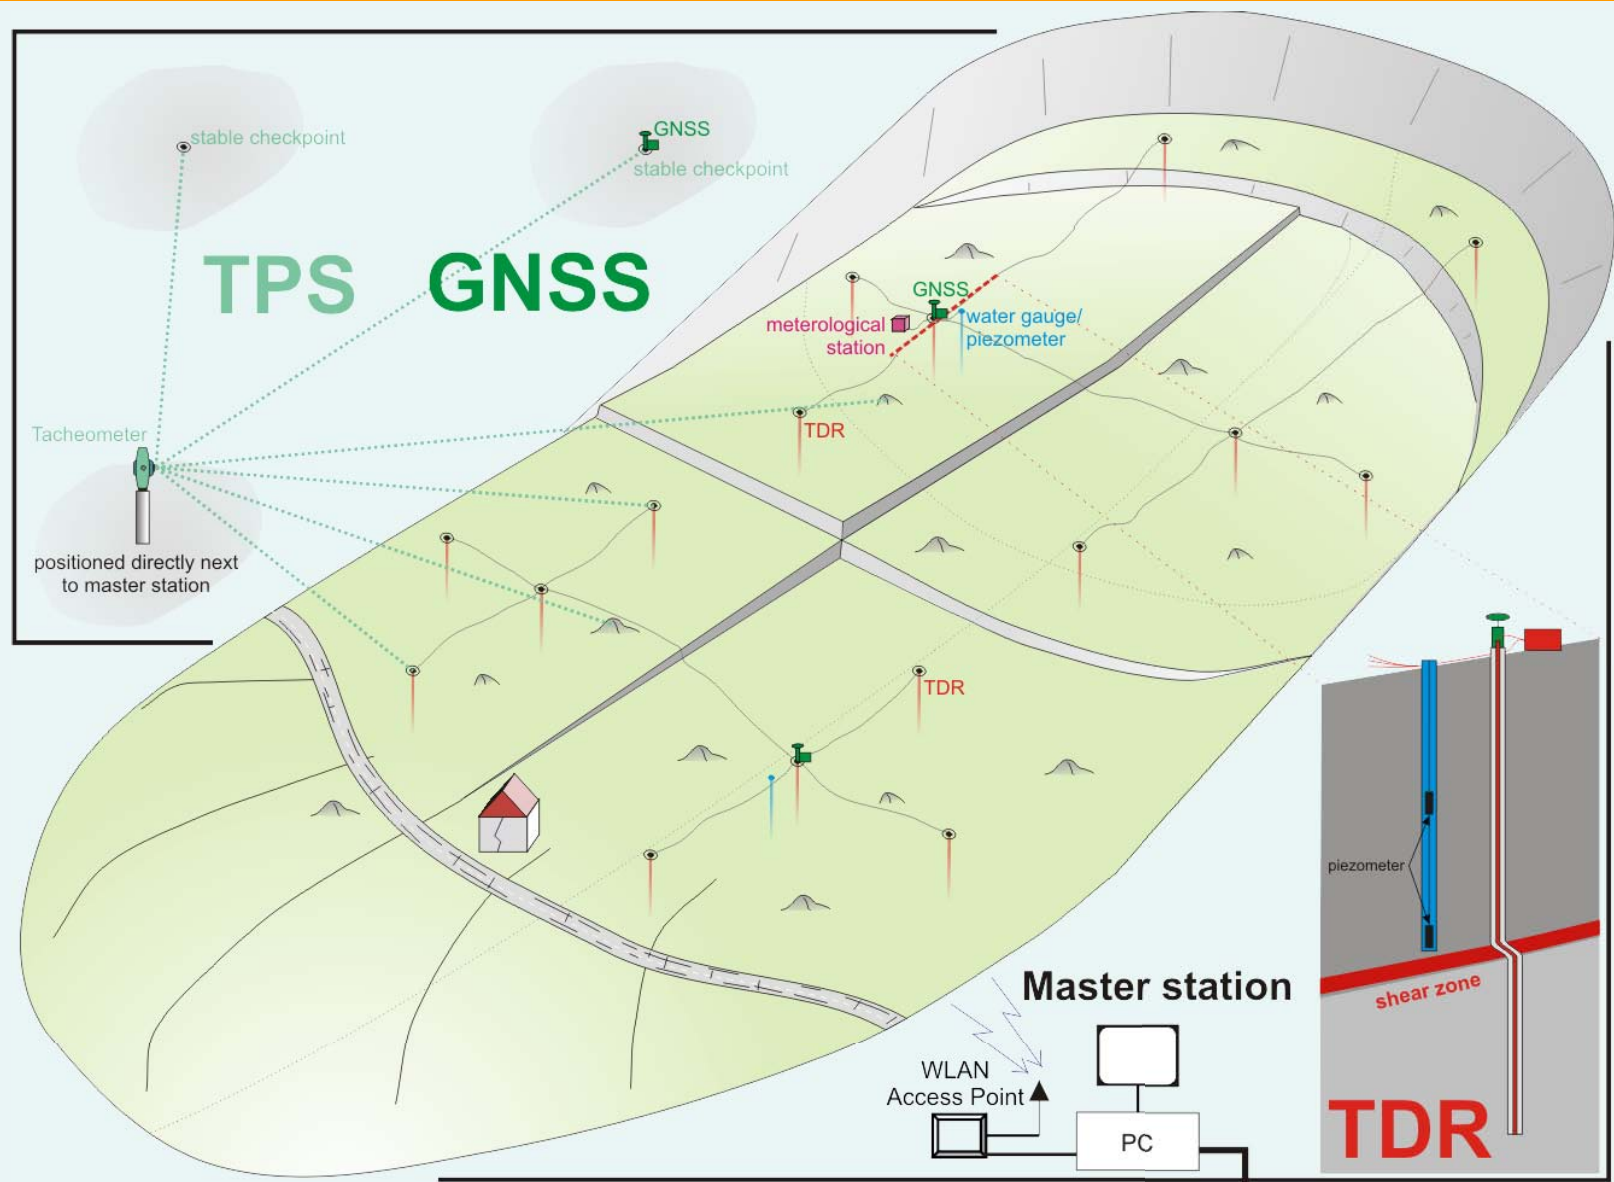 stable checkpoint
GNSS
stable checkpoint
TPS
GNSS
Tacheometer
positioned directly next
to master station
GNSS
meterological
station
water gauge/
piezometer
TDR
TDR
piezometer
shear zone
TDR
Master station
WLAN
Access Point
PC